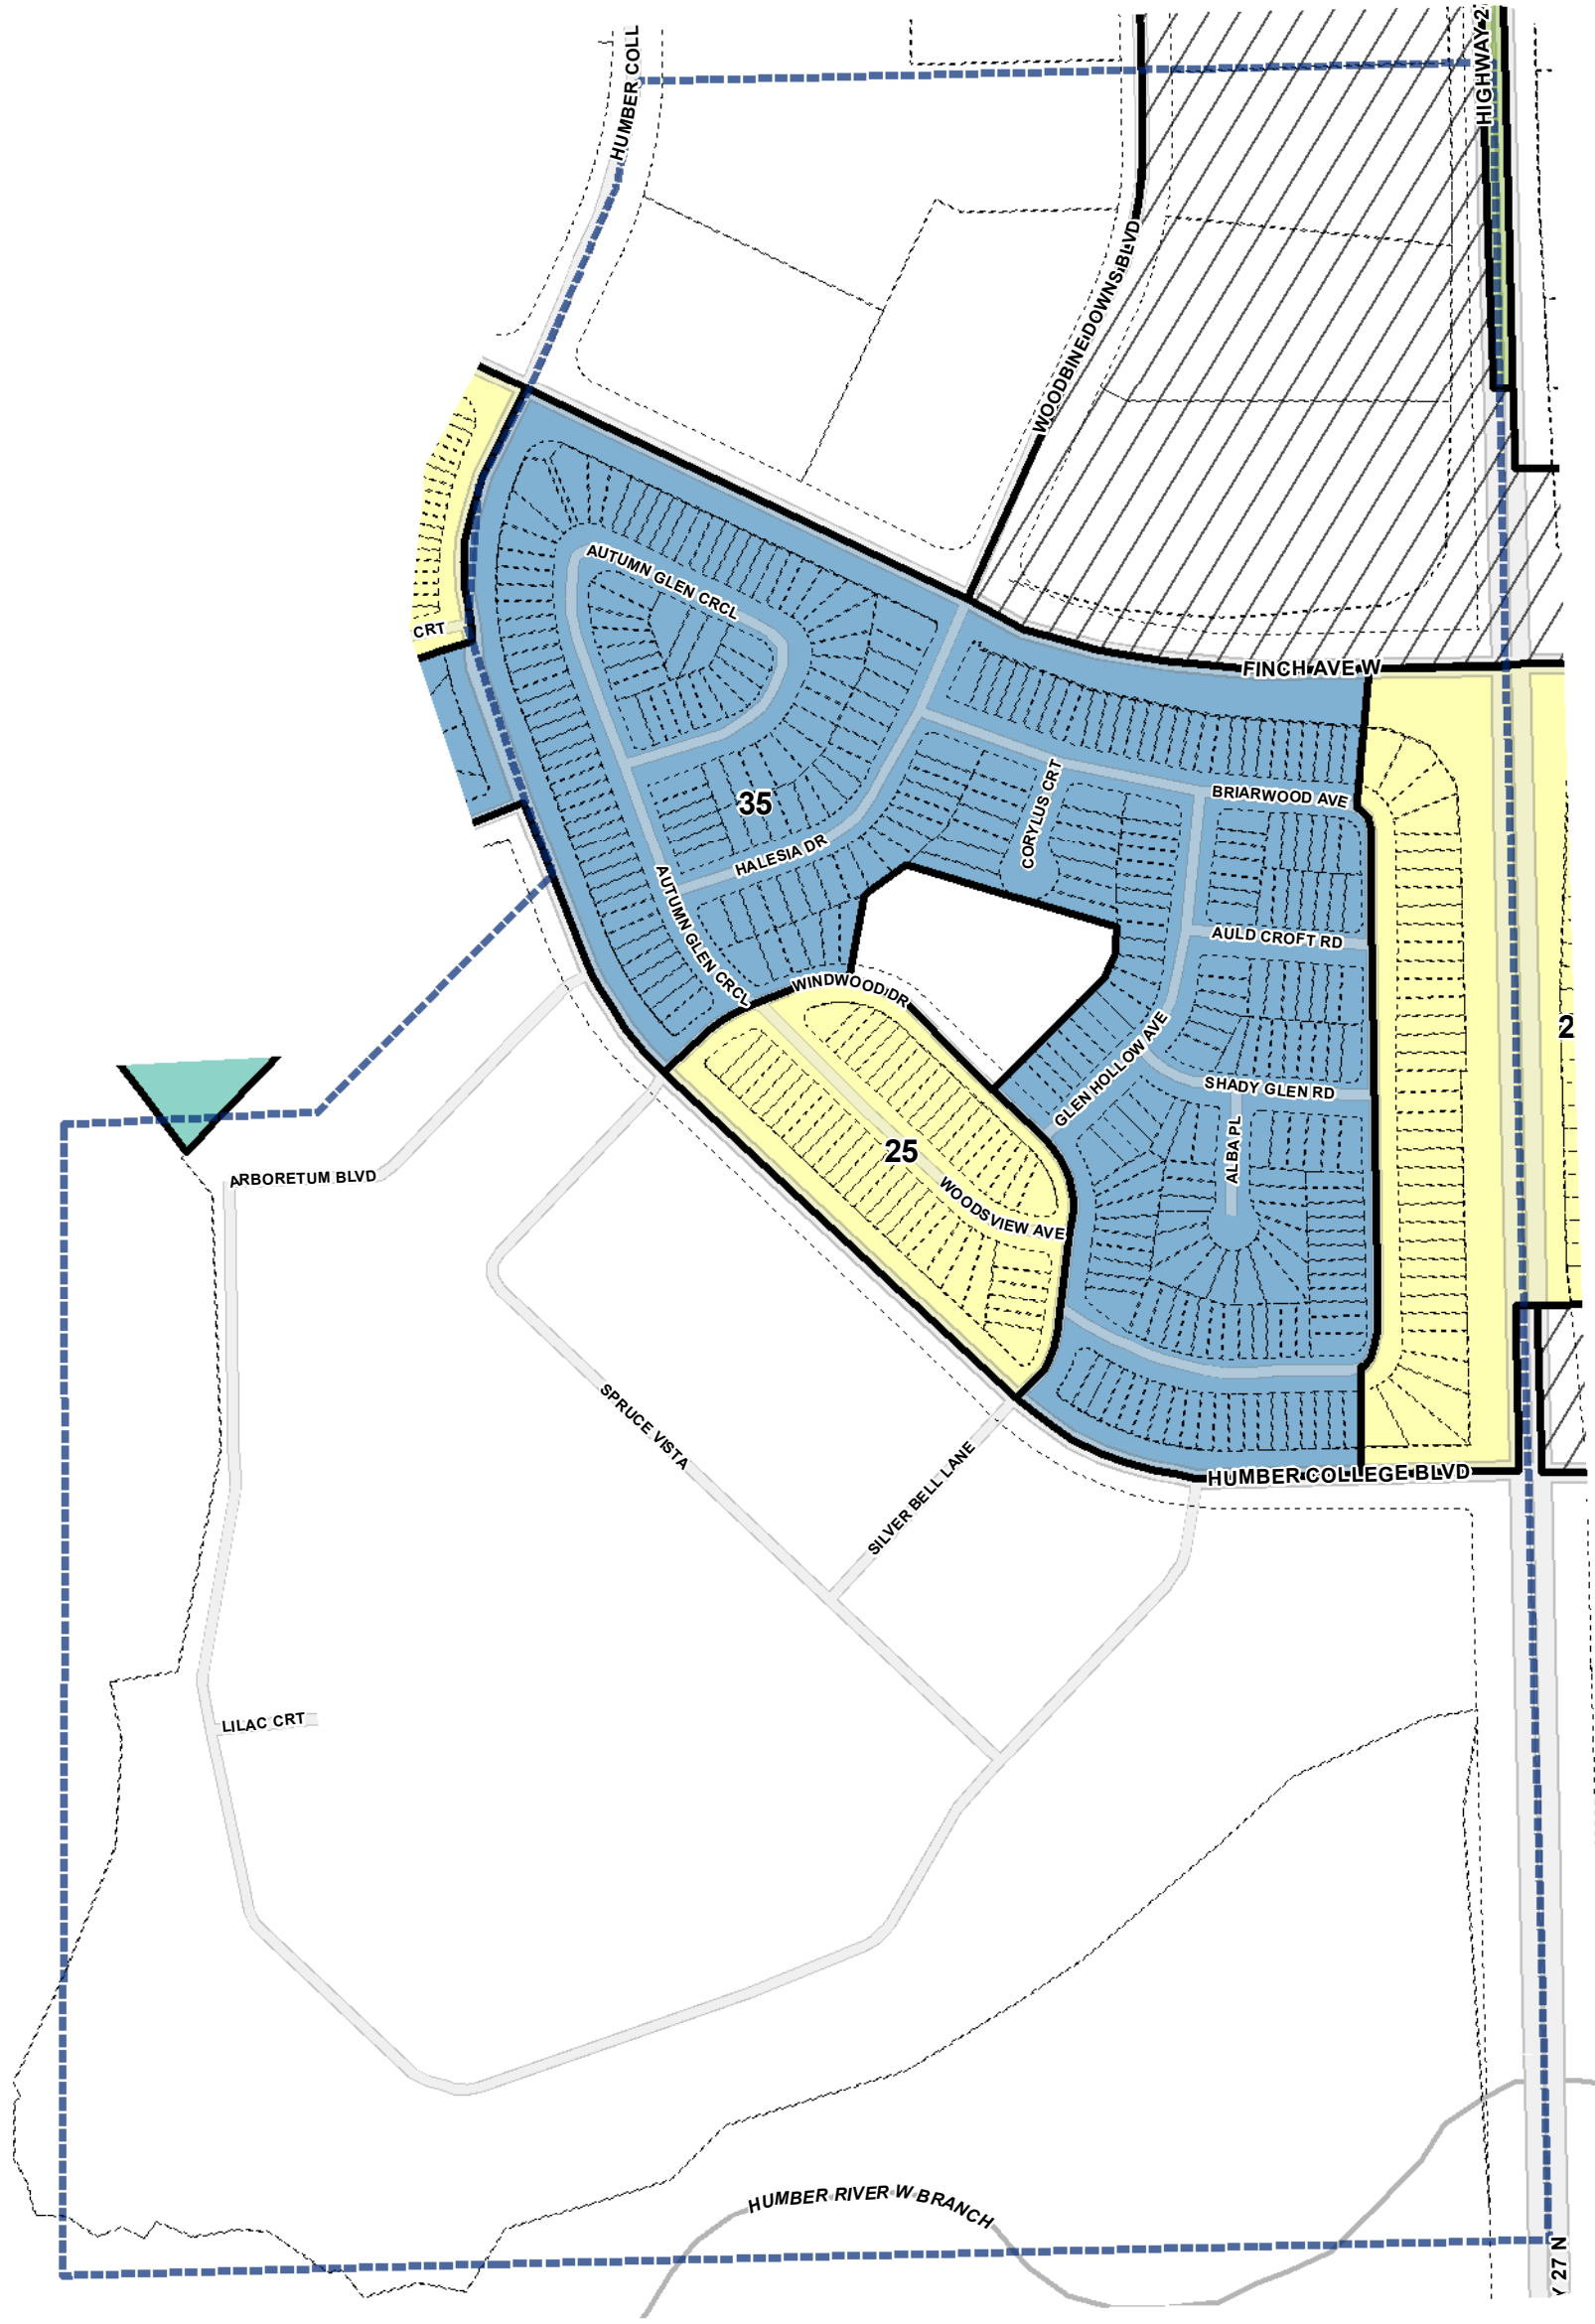 HIGHWAY 2
HUMBER COLL
WOODBINE DOWNS BLVD
AUTUMN GLEN CRCL
CRT
FINCH AVE W
CORYLUS CRT
BRIARWOOD AVE
35
HALESIA DR
AUTUMN GLEN CRCL
AULD CROFT RD
WINDWOOD DR
2
GLEN HOLLOW AVE
SHADY GLEN RD
ALBA PL
25
ARBORETUM BLVD
WOODSVIEW AVE
SPRUCE VISTA
SILVER BELL LANE
HUMBER COLLEGE BLVD
LILAC CRT
HUMBER RIVER W BRANCH
Y 27 N